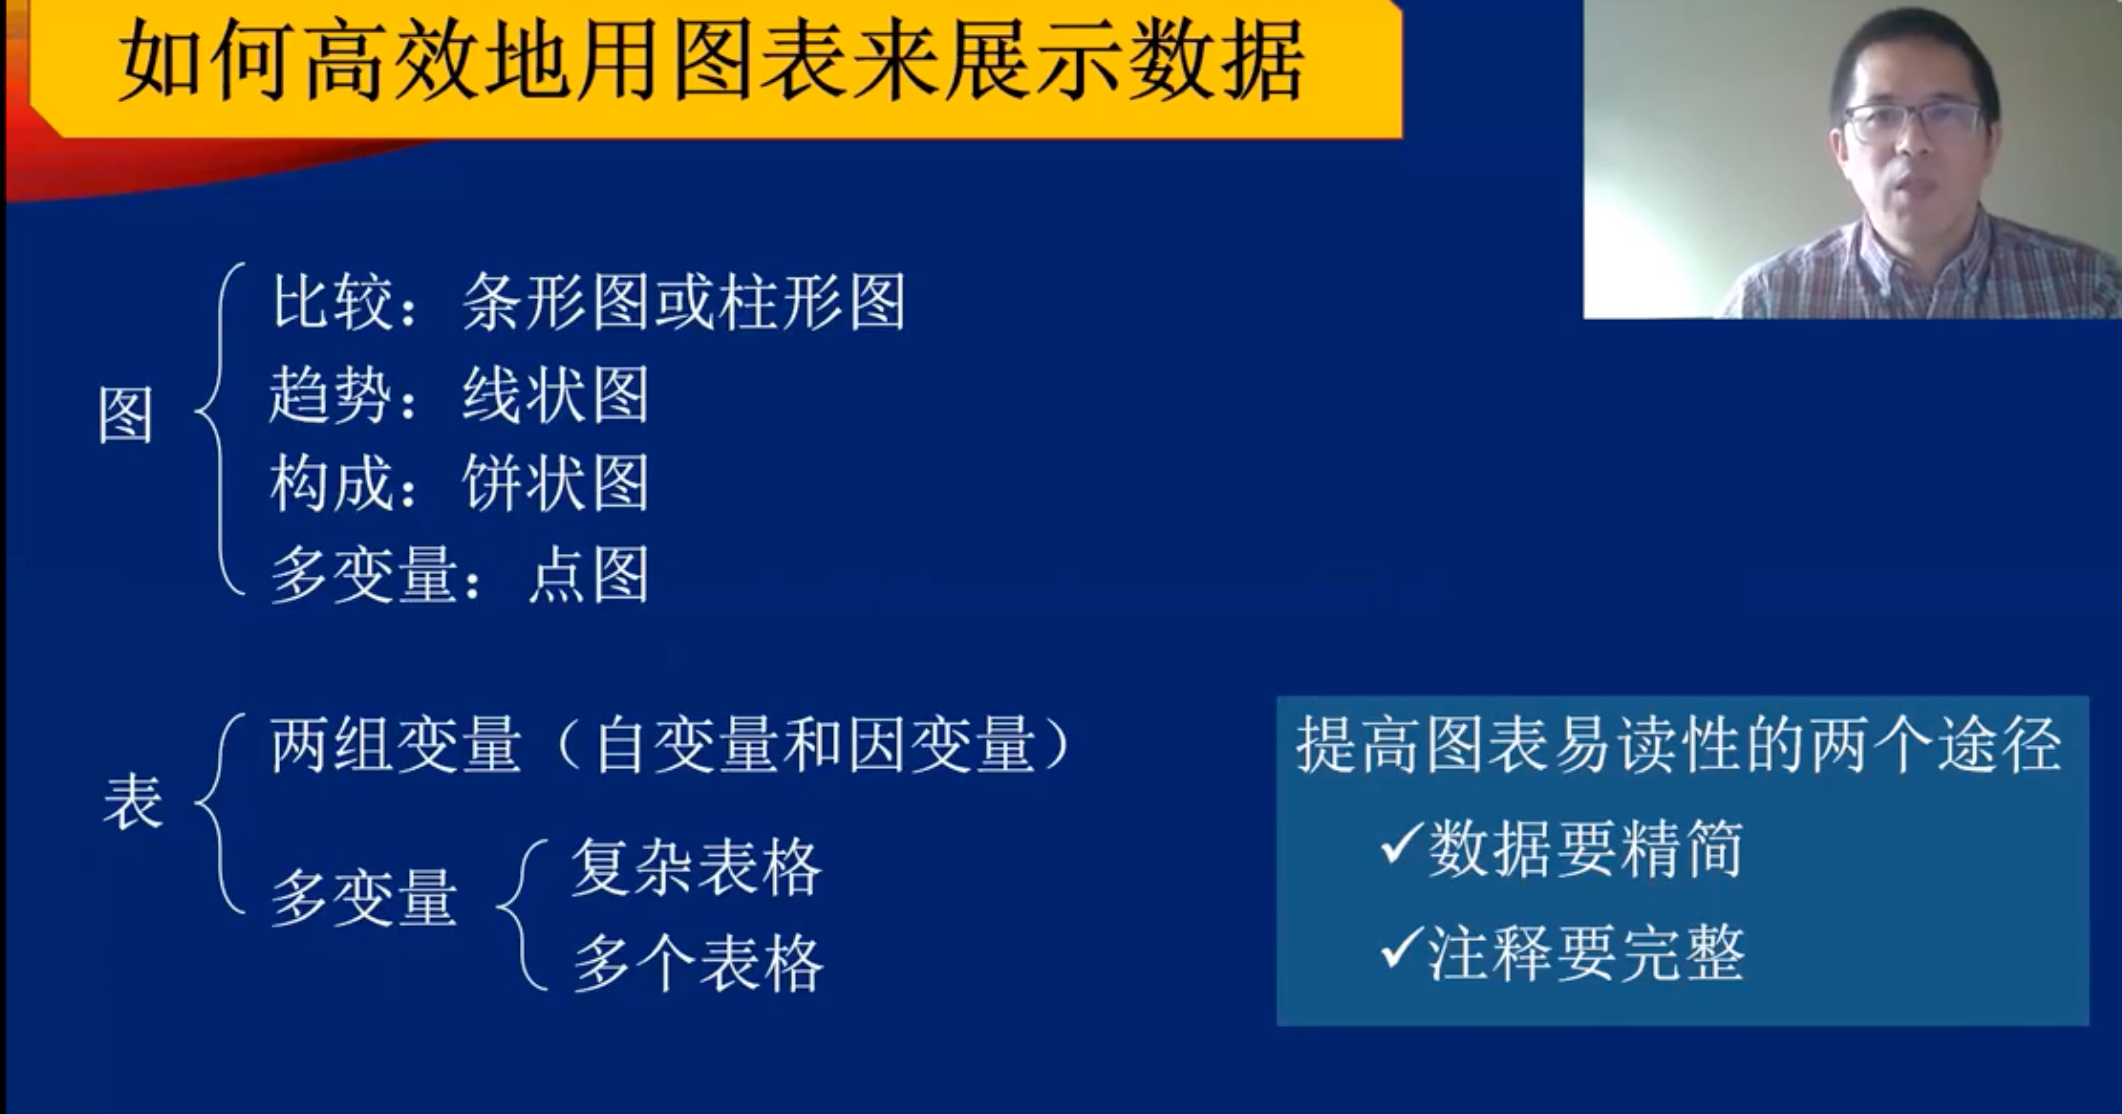 如何高效地用图表来展示数据
图
比较：条形图或柱形图
趋势：线状图
构成：饼状图
多变量：点图
表
两组变量（自变量和因变量）
多变量
复杂表格
多个表格
提高图表易读性的两个途径
✓数据要精简
✓注释要完整